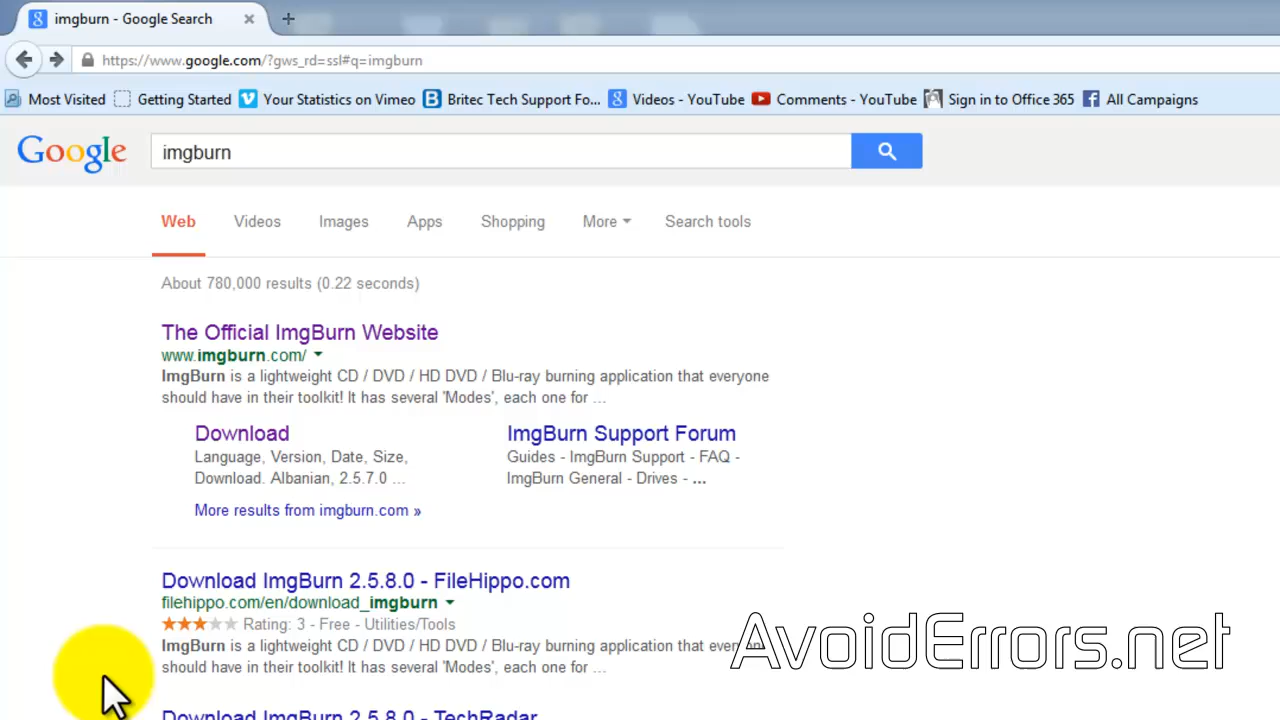 imgburn - Google Search
https://www.google.com/?gws_rd=ssl#q=imgburn
Most Visited Getting Started Your Statistics on Vimeo Britec Tech Support Fo... Videos - YouTube Comments - YouTube Sign in to Office 365 All Campaigns
Google imgburn
Web Videos Images Apps Shopping More Search tools
About 780,000 results (0.22 seconds)
The Official ImgBurn Website
www.imgburn.com/
ImgBurn is a lightweight CD / DVD / HD DVD / Blu-ray burning application that everyone
should have in their toolkit! It has several 'Modes', each one for ...
Download
Language, Version, Date, Size,
Download. Albanian, 2.5.7.0 ...
ImgBurn Support Forum
Guides - ImgBurn Support - FAQ -
ImgBurn General - Drives - ...
More results from imgburn.com »
Download ImgBurn 2.5.8.0 - FileHippo.com
filehippo.com/en/download_imgburn
Rating: 3 - Free - Utilities/Tools
ImgBurn is a lightweight CD / DVD / HD DVD / Blu-ray burning application that everyone
should have in their toolkit! It has several 'Modes', each one for ...
AvoidErrors.net
Download ImgBurn 2.5.8.0 - TechRadar